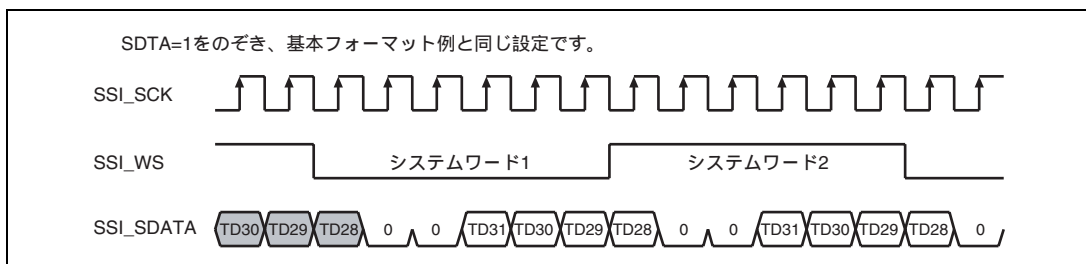 SDTA=1をのぞき、基本フォーマット例と同じ設定です。
SSI_SCK
SSI_WS システムワード1 システムワード2
SSI_SDATA TD30 TD29 TD28 0 0 TD31 TD30 TD29 TD28 0 0 TD31 TD30 TD29 TD28 0